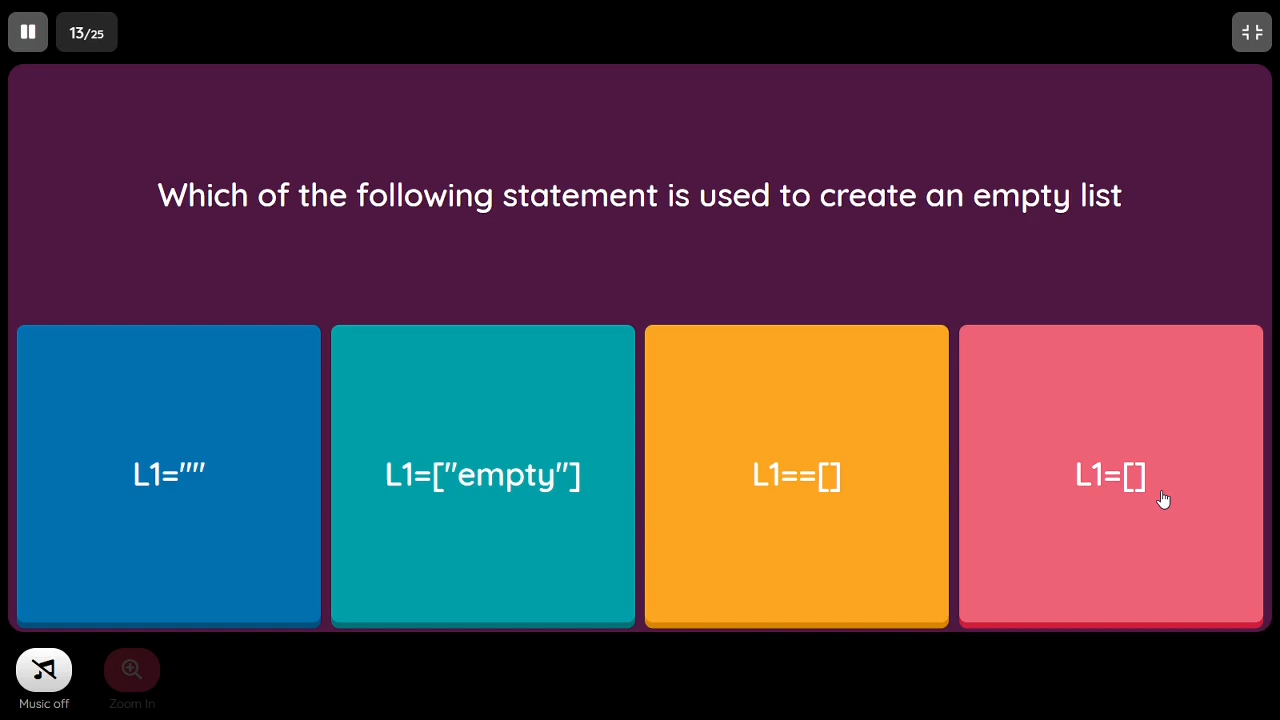 13/25
Which of the following statement is used to create an empty list
L1=""
L1=["empty"]
L1==[]
L1=[]
Music off
Zoom In